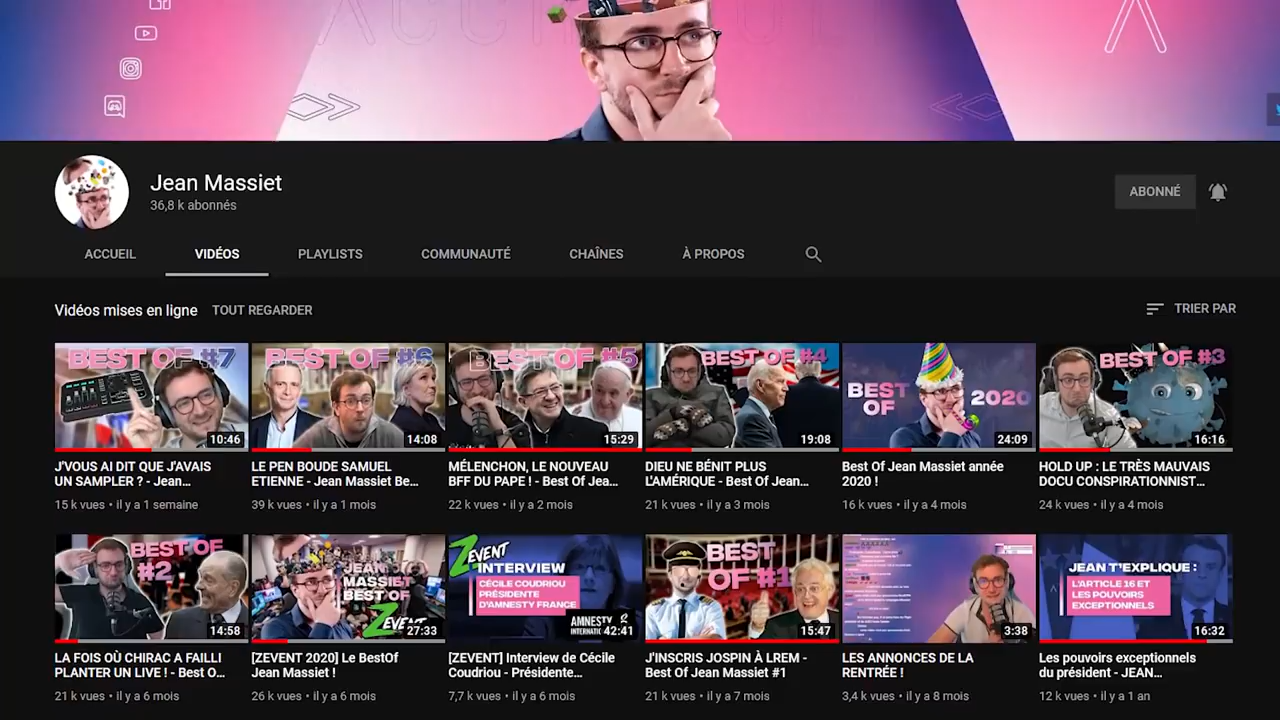 Jean Massiet
36,8 k abonnés
ABONNÉ
ACCUEIL
VIDÉOS
PLAYLISTS
COMMUNAUTÉ
CHAÎNES
À PROPOS
Vidéos mises en ligne
TOUT REGARDER
TRIER PAR
BEST OF #7
10:46
J'VOUS AI DIT QUE J'AVAIS
UN SAMPLER ? - Jean...
15 k vues • il y a 1 semaine
BEST OF #6
14:08
LE PEN BOUDE SAMUEL
ETIENNE - Jean Massiet Be...
39 k vues • il y a 1 mois
BEST OF #5
15:29
MÉLENCHON, LE NOUVEAU
BFF DU PAPE ! - Best Of Jea...
22 k vues • il y a 2 mois
BEST OF #4
19:08
DIEU NE BÉNIT PLUS
L'AMÉRIQUE - Best Of Jean...
21 k vues • il y a 3 mois
BEST
OF
2020
24:09
Best Of Jean Massiet année
2020 !
16 k vues • il y a 4 mois
BEST OF #3
16:16
HOLD UP : LE TRÈS MAUVAIS
DOCU CONSPIRATIONNIST...
24 k vues • il y a 4 mois
BEST OF
#2
14:58
LA FOIS OÙ CHIRAC A FAILLI
PLANTER UN LIVE ! - Best O...
21 k vues • il y a 6 mois
JEAN
MASSIET
BEST OF
ZEVENT
27:33
[ZEVENT 2020] Le BestOf
Jean Massiet !
26 k vues • il y a 6 mois
ZEVENT
INTERVIEW
CÉCILE COUDRIOU
PRÉSIDENTE
D'AMNESTY FRANCE
AMNESTY
42:41
[ZEVENT] Interview de Cécile
Coudriou - Présidente...
7,7 k vues • il y a 6 mois
BEST
OF #1
15:47
J'INSCRIS JOSPIN À LREM -
Best Of Jean Massiet #1
21 k vues • il y a 7 mois
3:38
LES ANNONCES DE LA
RENTRÉE !
3,4 k vues • il y a 8 mois
JEAN T'EXPLIQUE :
L'ARTICLE 16 ET
LES POUVOIRS
EXCEPTIONNELS
16:32
Les pouvoirs exceptionnels
du président - JEAN...
12 k vues • il y a 1 an